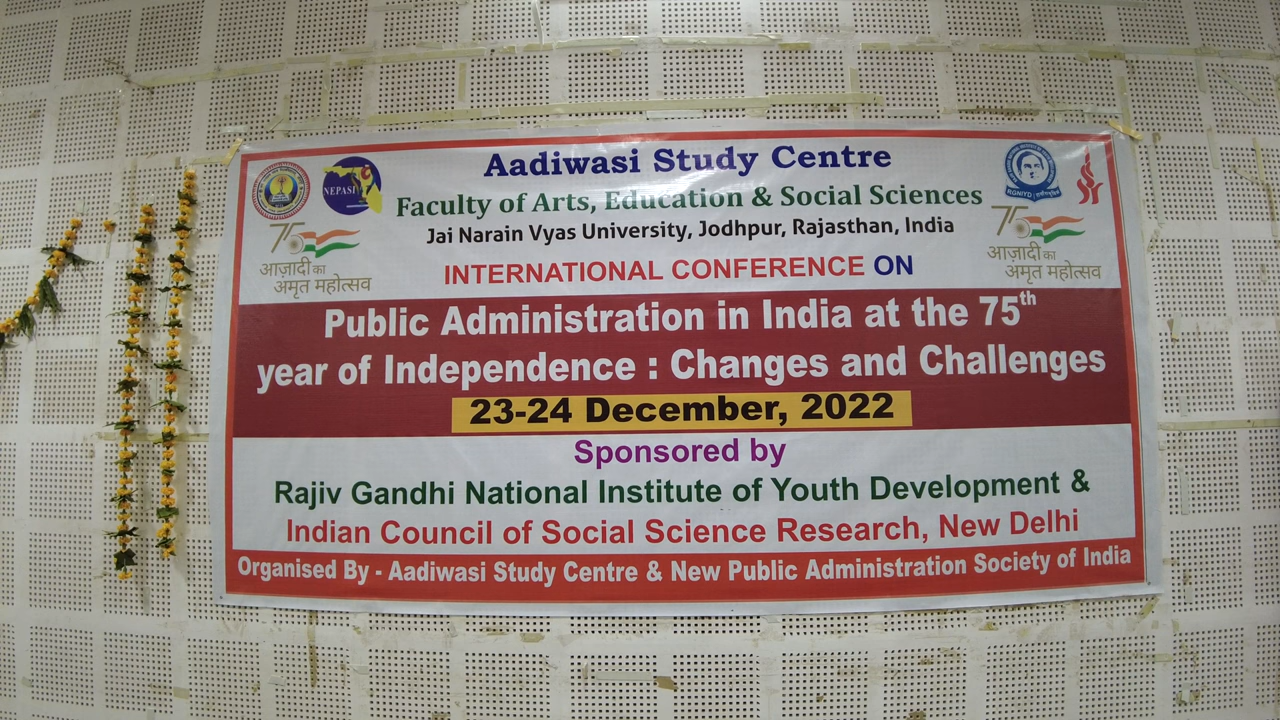 Aadiwasi Study Centre
Faculty of Arts, Education & Social Sciences
Jai Narain Vyas University, Jodhpur, Rajasthan, India
INTERNATIONAL CONFERENCE ON
Public Administration in India at the 75th
year of Independence : Changes and Challenges
23-24 December, 2022
Sponsored by
Rajiv Gandhi National Institute of Youth Development &
Indian Council of Social Science Research, New Delhi
Organised By - Aadiwasi Study Centre & New Public Administration Society of India
NEPASI
75
आज़ादी का
अमृत महोत्सव
RGNIYD
75
आज़ादी का
अमृत महोत्सव